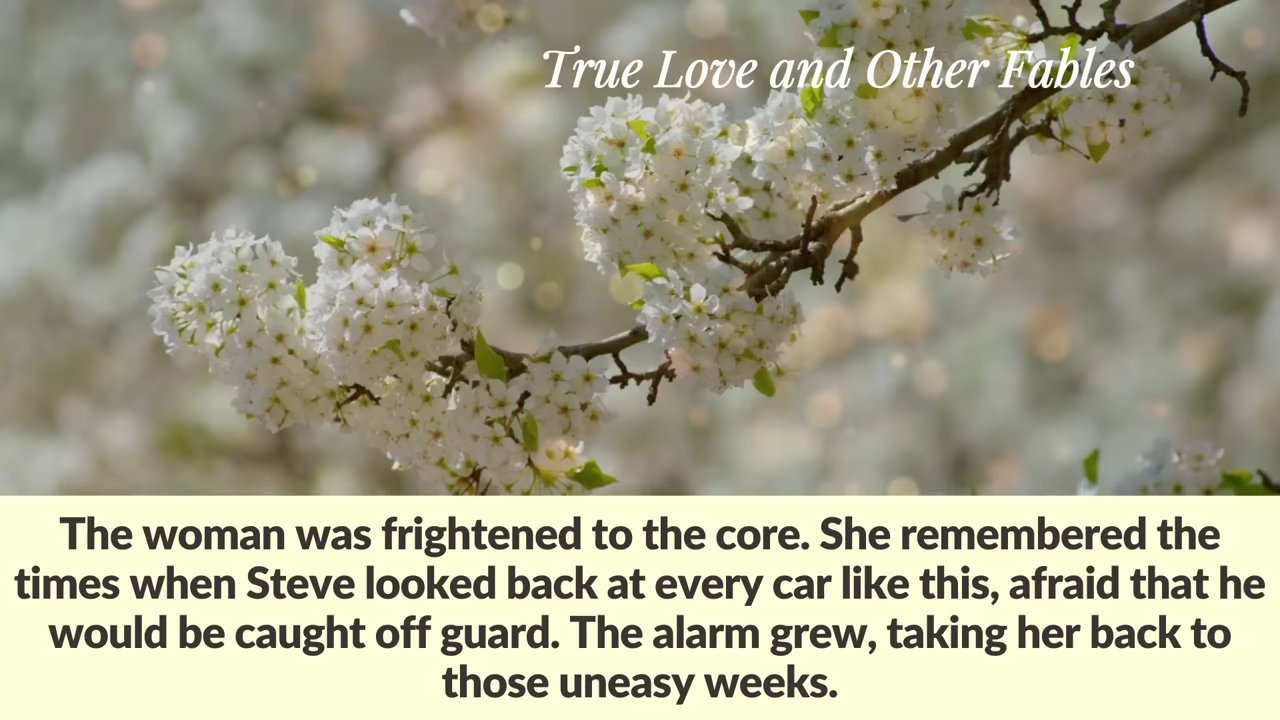 True Love and Other Fables
The woman was frightened to the core. She remembered the
times when Steve looked back at every car like this, afraid that he
would be caught off guard. The alarm grew, taking her back to
those uneasy weeks.